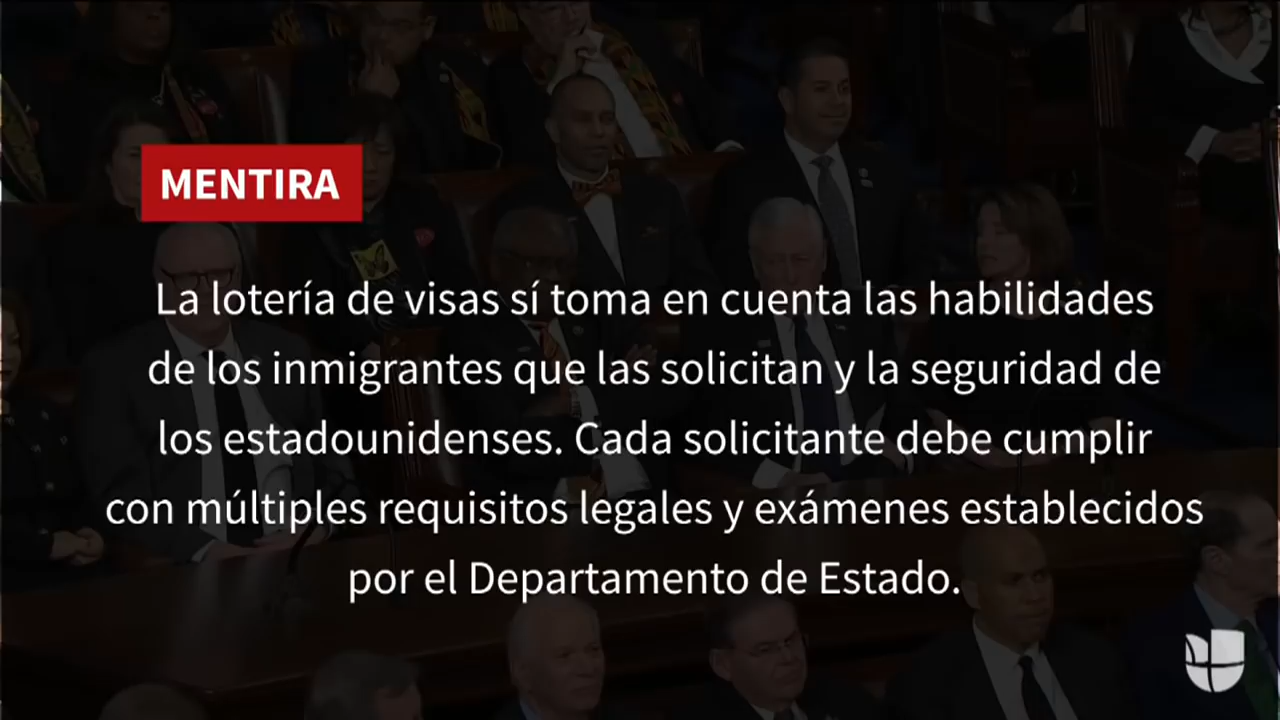 MENTIRA
La lotería de visas sí toma en cuenta las habilidades
de los inmigrantes que las solicitan y la seguridad de
los estadounidenses. Cada solicitante debe cumplir
con múltiples requisitos legales y exámenes establecidos
por el Departamento de Estado.